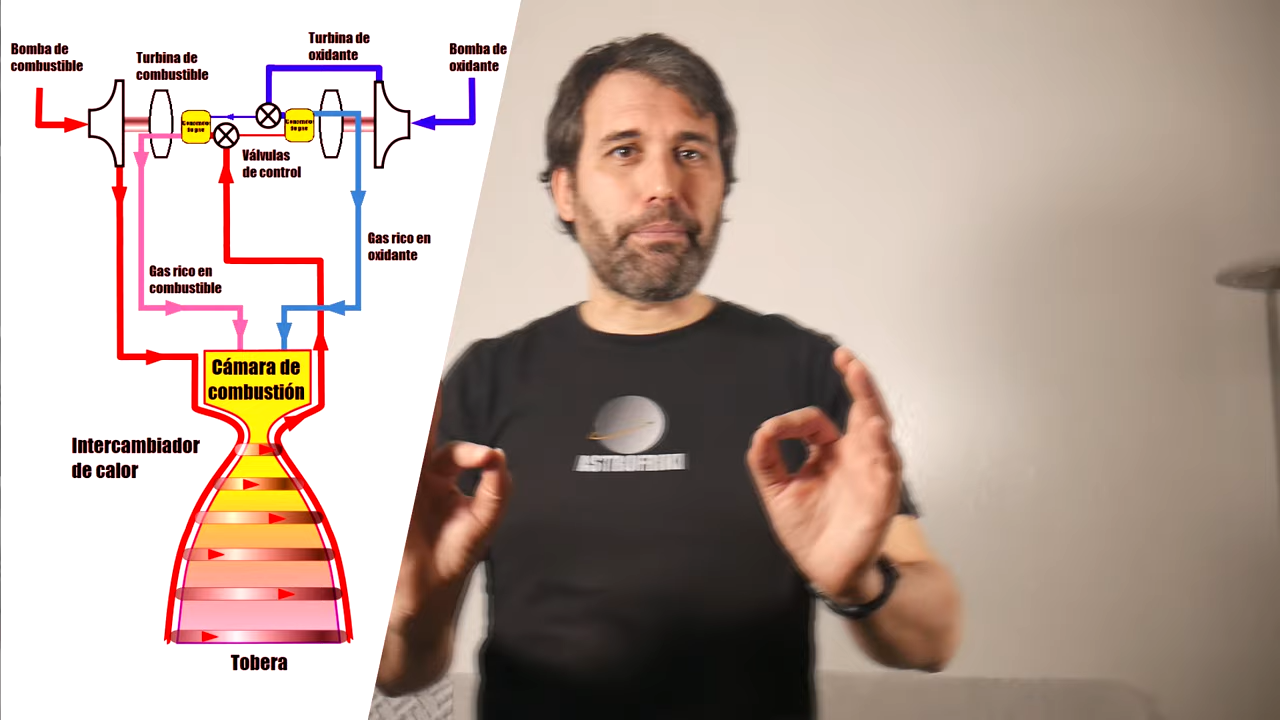 Bomba de
combustible
Turbina de
combustible
Turbina de
oxidante
Bomba de
oxidante
Válvulas
de control
Gas rico en
oxidante
Gas rico en
combustible
Cámara de
combustión
Intercambiador
de calor
Tobera